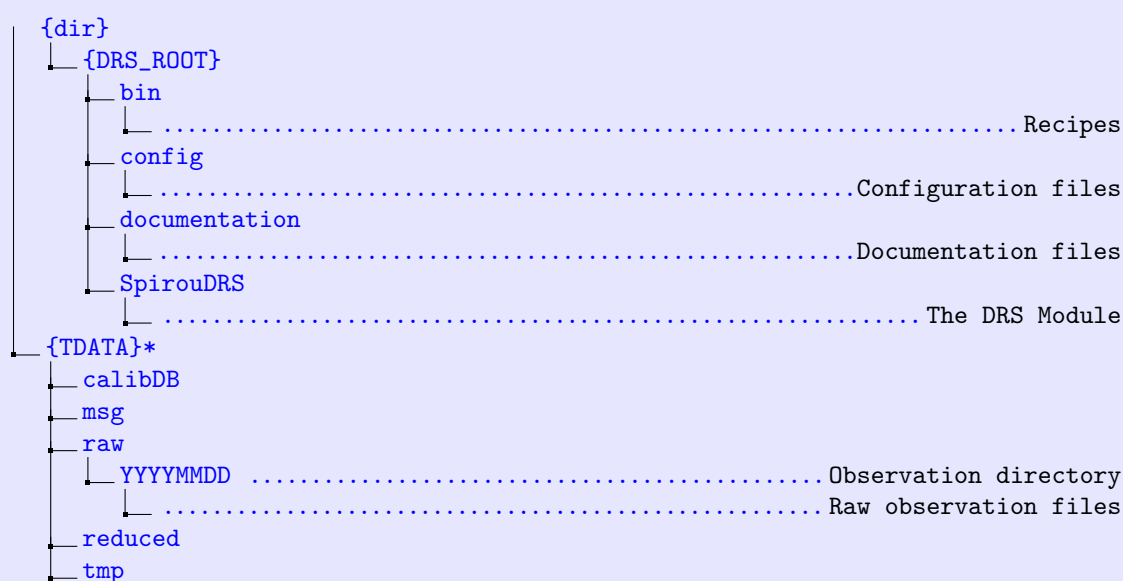 {dir}
{DRS_ROOT}
bin
Recipes
config
Configuration files
documentation
Documentation files
SpirouDRS
The DRS Module
{TDATA}*
calibDB
msg
raw
YYYYMMDD Observation directory
Raw observation files
reduced
tmp